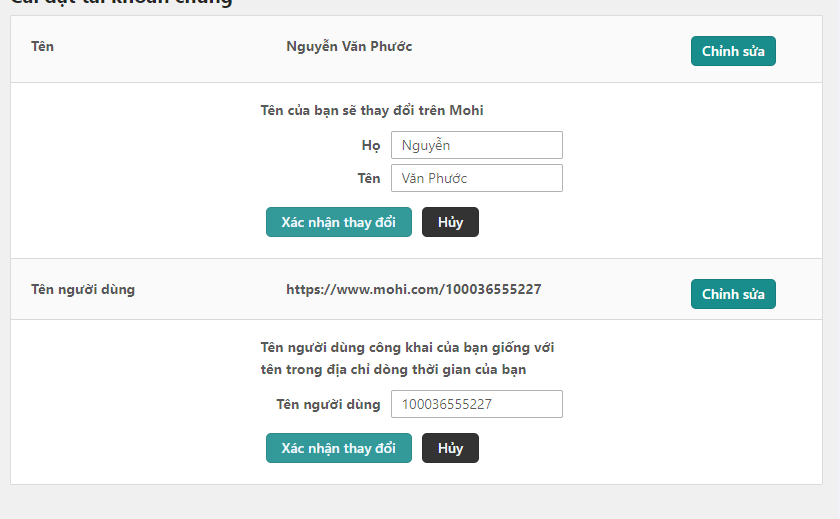 Cài đặt tài khoản chung
Tên Nguyễn Văn Phước Chỉnh sửa
Tên của bạn sẽ thay đổi trên Mohi
Họ Nguyễn
Tên Văn Phước
Xác nhận thay đổi Hủy
Tên người dùng https://www.mohi.com/100036555227 Chỉnh sửa
Tên người dùng công khai của bạn giống với
tên trong địa chỉ dòng thời gian của bạn
Tên người dùng 100036555227
Xác nhận thay đổi Hủy